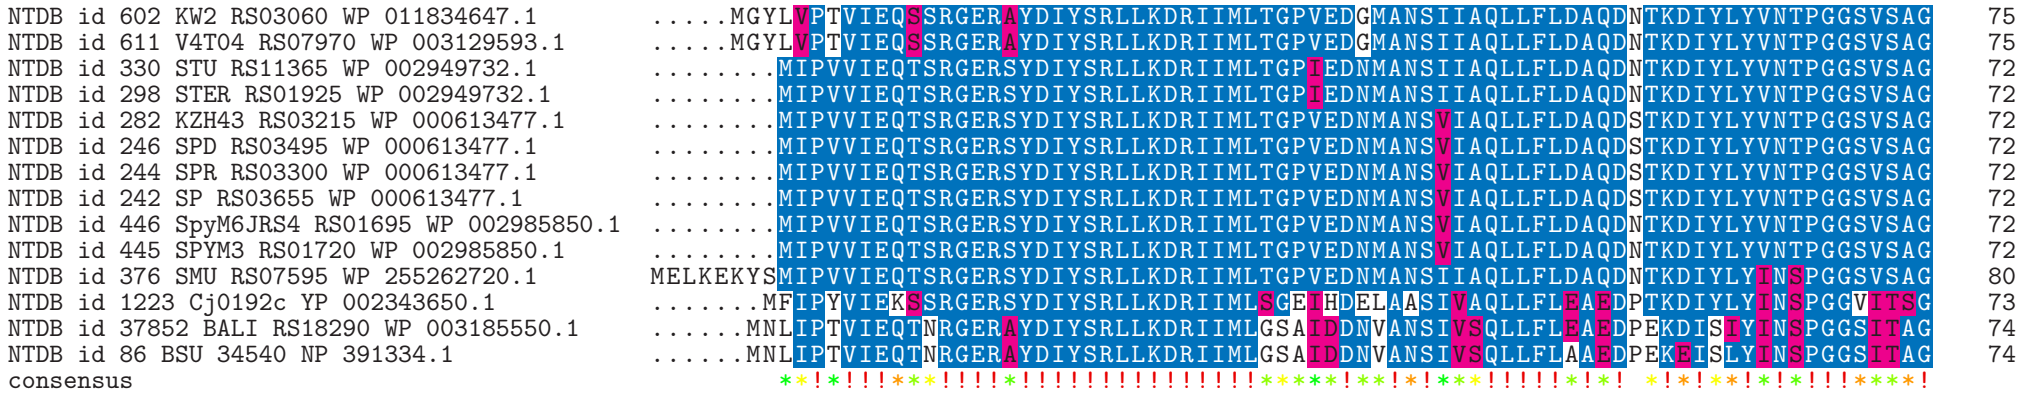 NTDB id 602 KW2 RS03060 WP 011834647.1 .....MGYLVPTVIEQSSRGERAYDIYSRLLKDRIIMLTGPVEDGMANSIIAQLLFLDAQDNTKDIYLYVNTPGGSVSAG 75
NTDB id 611 V4T04 RS07970 WP 003129593.1 .....MGYLVPTVIEQSSRGERAYDIYSRLLKDRIIMLTGPVEDGMANSIIAQLLFLDAQDNTKDIYLYVNTPGGSVSAG 75
NTDB id 330 STU RS11365 WP 002949732.1 ........MIPVVIEQTSRGERSYDIYSRLLKDRIIMLTGPIEDNMANSIIAQLLFLDAQDNTKDIYLYVNTPGGSVSAG 72
NTDB id 298 STER RS01925 WP 002949732.1 ........MIPVVIEQTSRGERSYDIYSRLLKDRIIMLTGPIEDNMANSIIAQLLFLDAQDNTKDIYLYVNTPGGSVSAG 72
NTDB id 282 KZH43 RS03215 WP 000613477.1 ........MIPVVIEQTSRGERSYDIYSRLLKDRIIMLTGPVEDNMANSVIAQLLFLDAQDSTKDIYLYVNTPGGSVSAG 72
NTDB id 246 SPD RS03495 WP 000613477.1 ........MIPVVIEQTSRGERSYDIYSRLLKDRIIMLTGPVEDNMANSVIAQLLFLDAQDSTKDIYLYVNTPGGSVSAG 72
NTDB id 244 SPR RS03300 WP 000613477.1 ........MIPVVIEQTSRGERSYDIYSRLLKDRIIMLTGPVEDNMANSVIAQLLFLDAQDSTKDIYLYVNTPGGSVSAG 72
NTDB id 242 SP RS03655 WP 000613477.1 ........MIPVVIEQTSRGERSYDIYSRLLKDRIIMLTGPVEDNMANSVIAQLLFLDAQDSTKDIYLYVNTPGGSVSAG 72
NTDB id 446 SpyM6JRS4 RS01695 WP 002985850.1 ........MIPVVIEQTSRGERSYDIYSRLLKDRIIMLTGPVEDNMANSVIAQLLFLDAQDNTKDIYLYVNTPGGSVSAG 72
NTDB id 445 SPYM3 RS01720 WP 002985850.1 ........MIPVVIEQTSRGERSYDIYSRLLKDRIIMLTGPVEDNMANSVIAQLLFLDAQDNTKDIYLYVNTPGGSVSAG 72
NTDB id 376 SMU RS07595 WP 255262720.1 MELKEKYSMIPVVIEQTSRGERSYDIYSRLLKDRIIMLTGPVEDNMANSIIAQLLFLDAQDNTKDIYLYINSPGGSVSAG 80
NTDB id 1223 Cj0192c YP 002343650.1 .......MFIPYVIEKSSRGERSYDIYSRLLKDRIIMLSGEIHDELAASIVAQLLFLEAEDPTKDIYLYINSPGGVITSG 73
NTDB id 37852 BALI RS18290 WP 003185550.1 ......MNLIPTVIEQTNRGERAYDIYSRLLKDRIIMLGSAIDDNVANSIVSQLLFLEAEDPEKDISIYINSPGGSITAG 74
NTDB id 86 BSU 34540 NP 391334.1 ......MNLIPTVIEQTNRGERAYDIYSRLLKDRIIMLGSAIDDNVANSIVSQLLFLAAEDPEKEISLYINSPGGSITAG 74
consensus **!*!!!***!!!!*!!!!!!!!!!!!!!!*****!**!*!***!!!!!*!*! *!*!**!*!*!!!****!